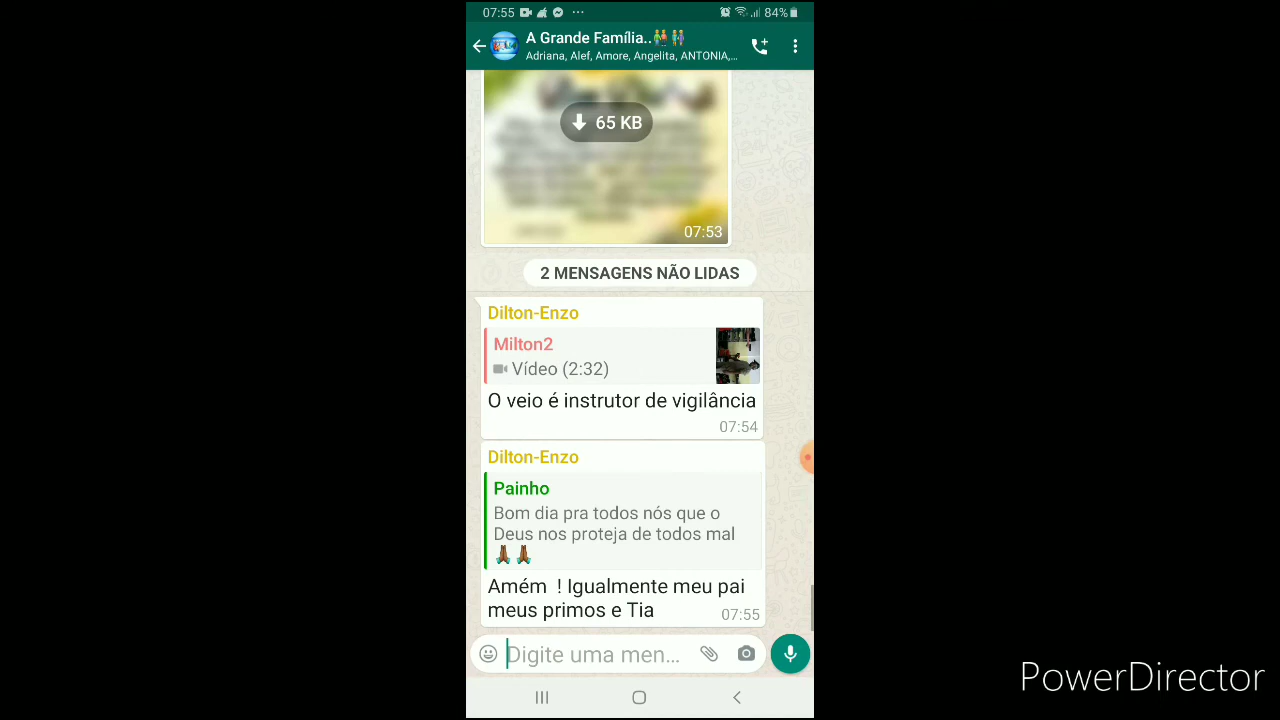 07:55 ... 84%
A Grande Família..👫👬
Adriana, Alef, Amore, Angelita, ANTONIA,...
65 KB
07:53
2 MENSAGENS NÃO LIDAS
Dilton-Enzo
Milton2
Vídeo (2:32)
O veio é instrutor de vigilância
07:54
Dilton-Enzo
Painho
Bom dia pra todos nós que o
Deus nos proteja de todos mal
🙏🏾🙏🏾
Amém ! Igualmente meu pai
meus primos e Tia
07:55
Digite uma men...
PowerDirector